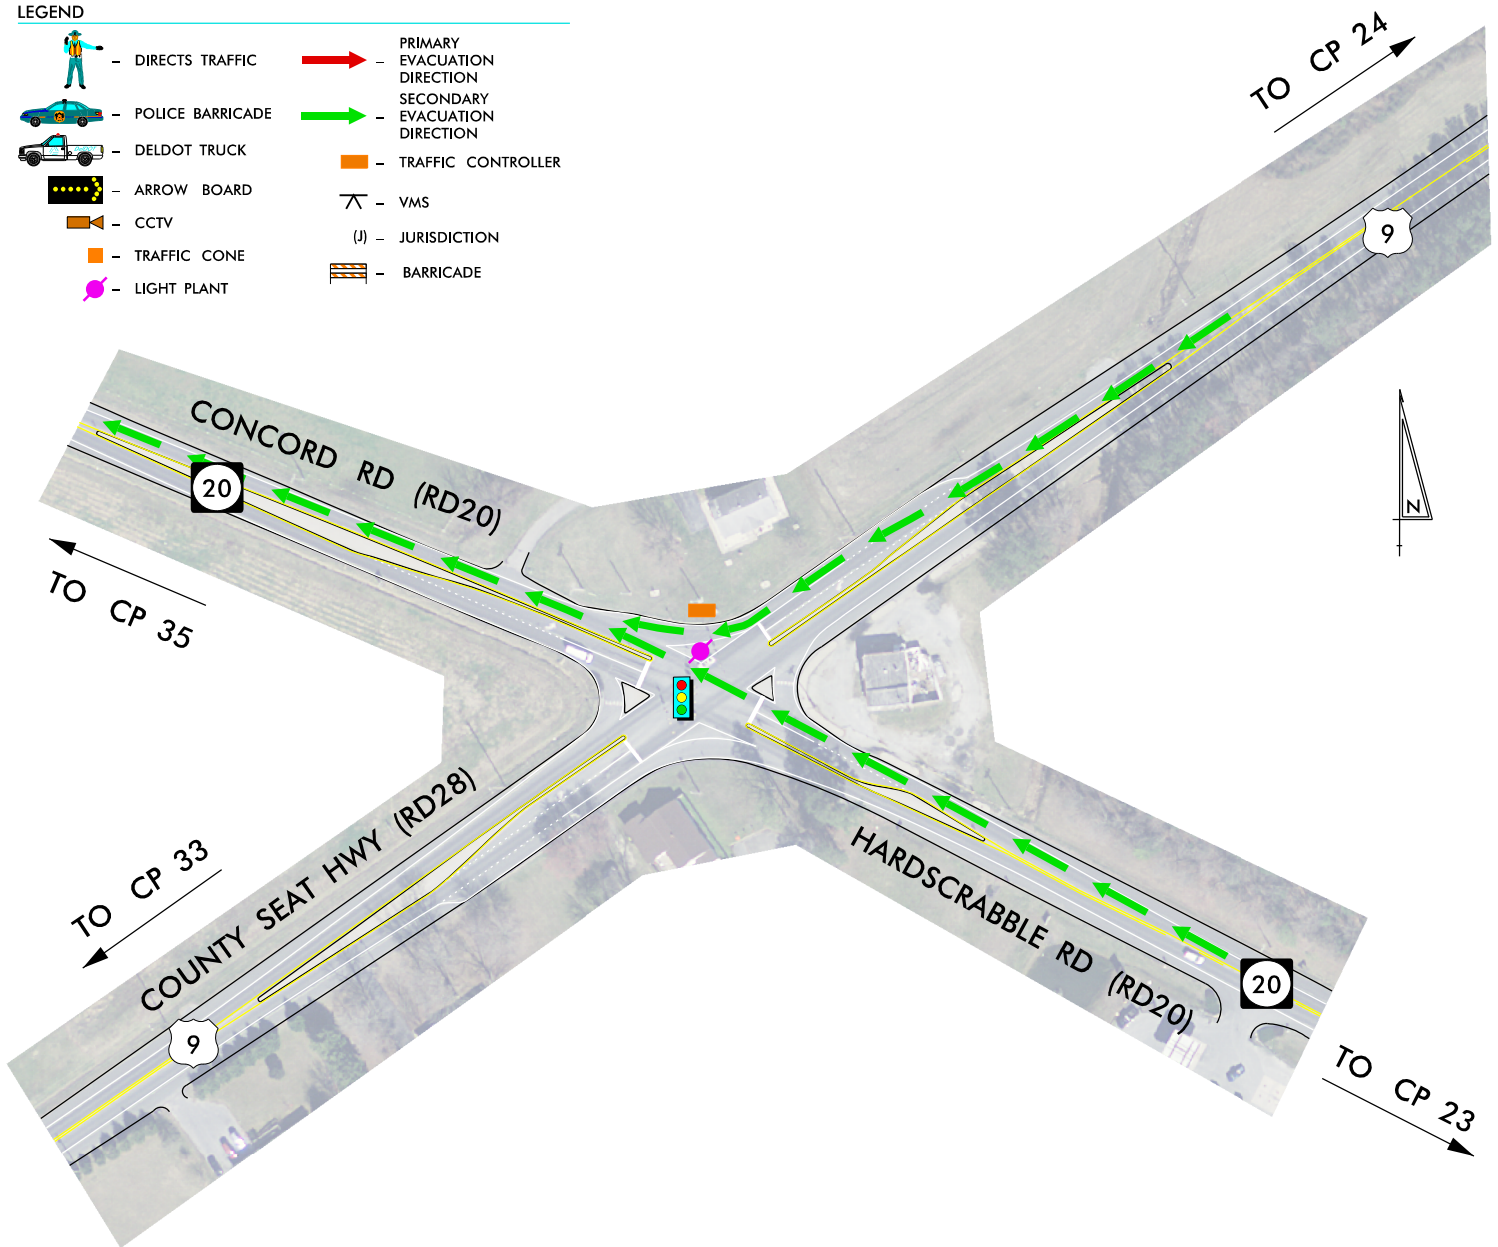 LEGEND
– DIRECTS TRAFFIC
– POLICE BARRICADE
– DELDOT TRUCK
– ARROW BOARD
– CCTV
– TRAFFIC CONE
– LIGHT PLANT
– PRIMARY
EVACUATION
DIRECTION
– SECONDARY
EVACUATION
DIRECTION
– TRAFFIC CONTROLLER
– VMS
(J) – JURISDICTION
– BARRICADE
TO CP 24
9
CONCORD RD (RD20)
20
TO CP 35
N
TO CP 33
COUNTY SEAT HWY (RD28)
9
HARDSCRABBLE RD (RD20)
20
TO CP 23